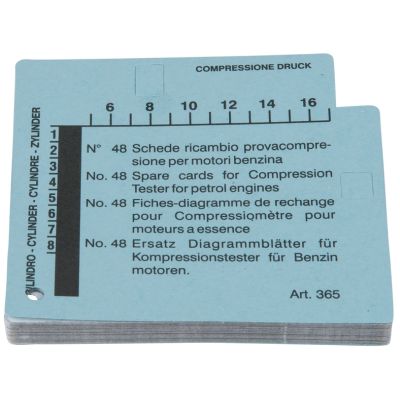 COMPRESSIONE DRUCK
6 8 10 12 14 16
CILINDRO - CYLINDER - CYLINDRE - ZYLINDER
1
2
3
4
5
6
7
8
N° 48 Schede ricambio provacompre-
sione per motori benzina
No. 48 Spare cards for Compression
Tester for petrol engines
No. 48 Fiches-diagramme de rechange
pour Compressiomètre pour
moteurs a essence
No. 48 Ersatz Diagrammblätter für
Kompressionstester für Benzin
motoren.
Art. 365